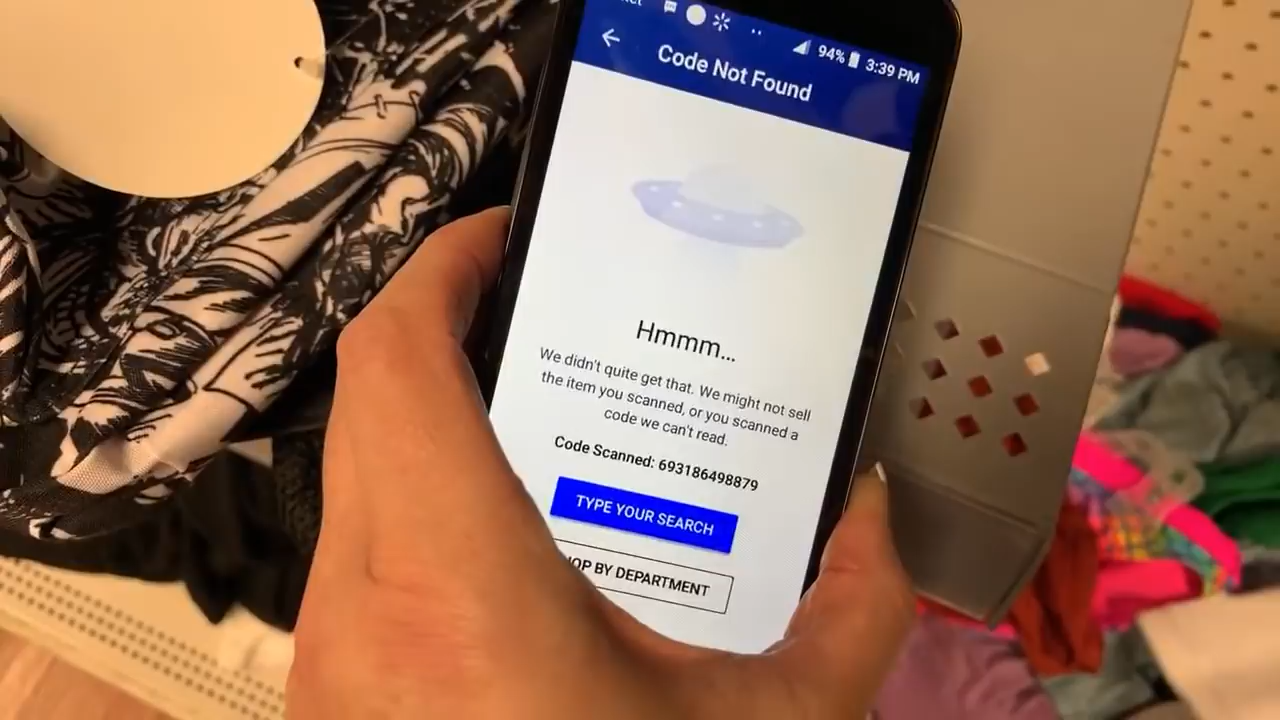 94% 3:39 PM
Code Not Found
Hmmm...
We didn't quite get that. We might not sell
the item you scanned, or you scanned a
code we can't read.
Code Scanned: 693186498879
TYPE YOUR SEARCH
BY DEPARTMENT